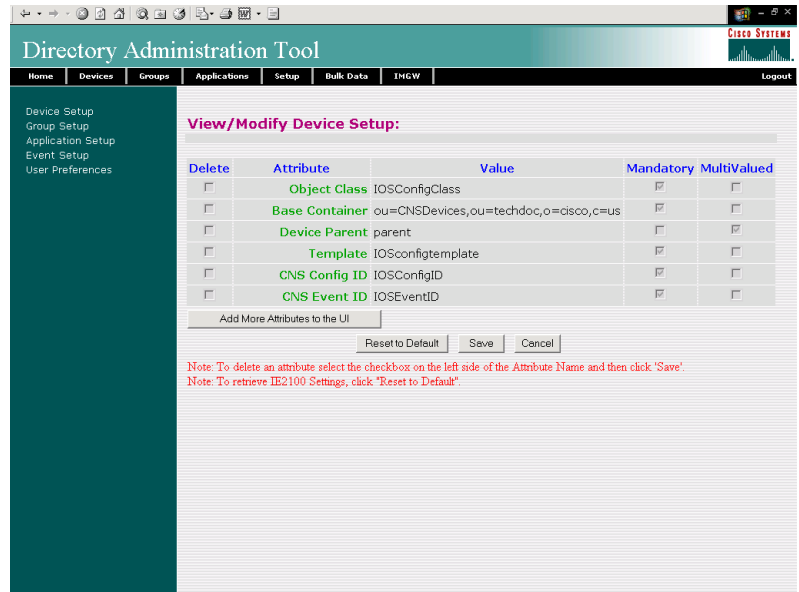 CISCO SYSTEMS
Directory Administration Tool
Home Devices Groups Applications Setup Bulk Data IMGW Logout
Device Setup
Group Setup
Application Setup
Event Setup
User Preferences
View/Modify Device Setup:
Delete Attribute Value Mandatory MultiValued
Object Class IOSConfigClass
Base Container ou=CNSDevices,ou=techdoc,o=cisco,c=us
Device Parent parent
Template IOSconfigtemplate
CNS Config ID IOSConfigID
CNS Event ID IOSEventID
Add More Attributes to the UI
Reset to Default Save Cancel
Note: To delete an attribute select the checkbox on the left side of the Attribute Name and then click 'Save'.
Note: To retrieve IE2100 Settings, click "Reset to Default".